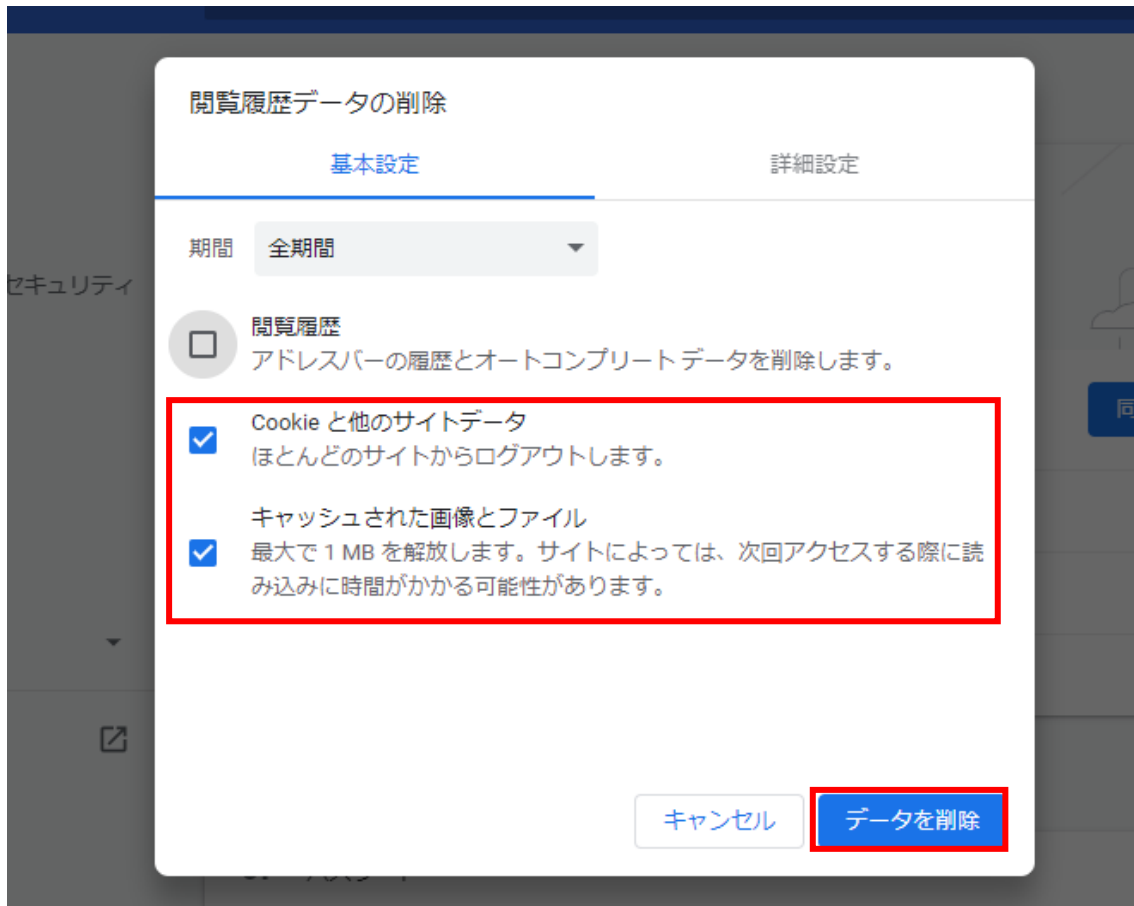 閲覧履歴データの削除
基本設定
詳細設定
期間
全期間
セキュリティ
閲覧履歴
アドレスバーの履歴とオートコンプリート データを削除します。
Cookie と他のサイトデータ
ほとんどのサイトからログアウトします。
キャッシュされた画像とファイル
最大で 1 MB を解放します。サイトによっては、次回アクセスする際に読
み込みに時間がかかる可能性があります。
キャンセル
データを削除